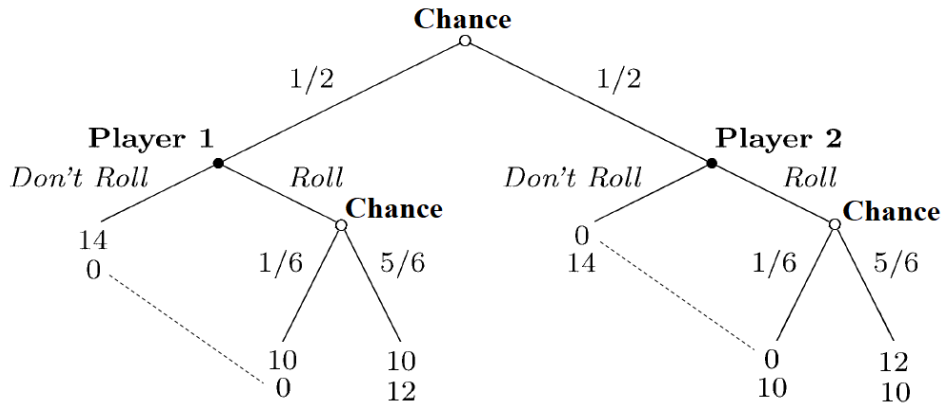 Chance
1/2 1/2
Player 1 Player 2
Don't Roll Roll Don't Roll Roll
Chance Chance
14 0
0 1/6 5/6 14 1/6 5/6
10 10 0 12
0 12 10 10